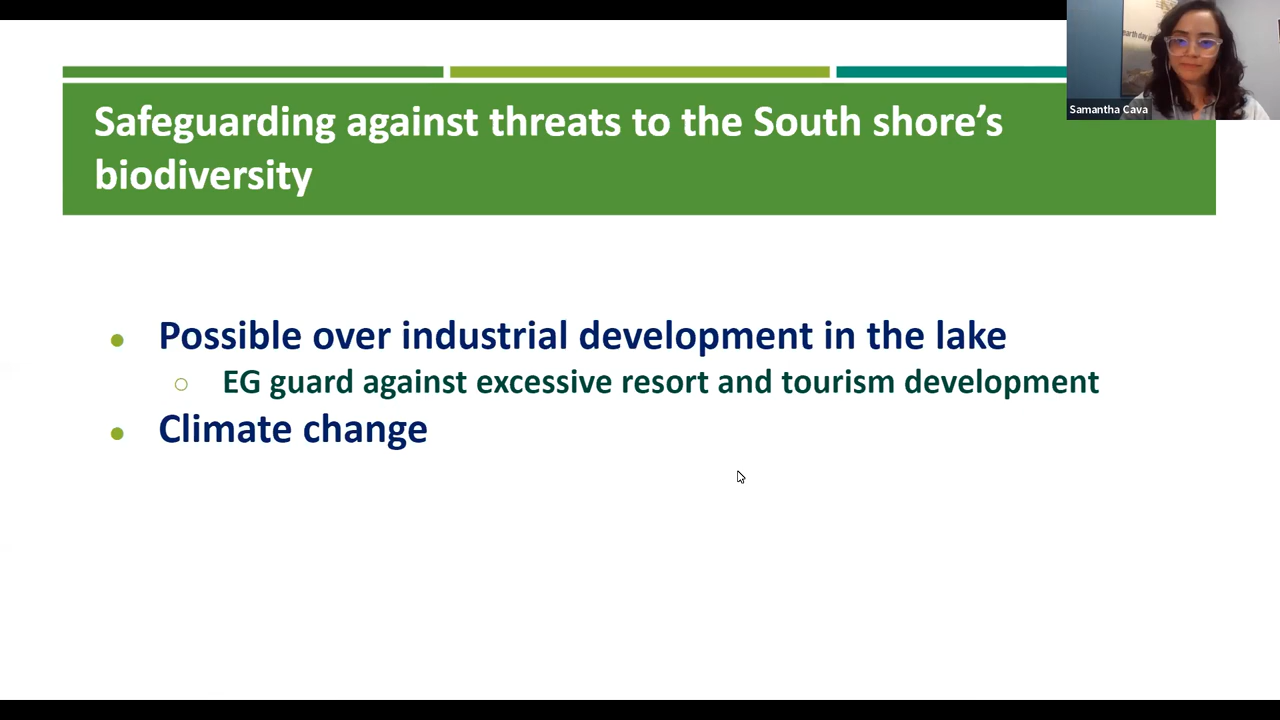 Safeguarding against threats to the South shore's
biodiversity
Samantha Cava
● Possible over industrial development in the lake
○ EG guard against excessive resort and tourism development
● Climate change